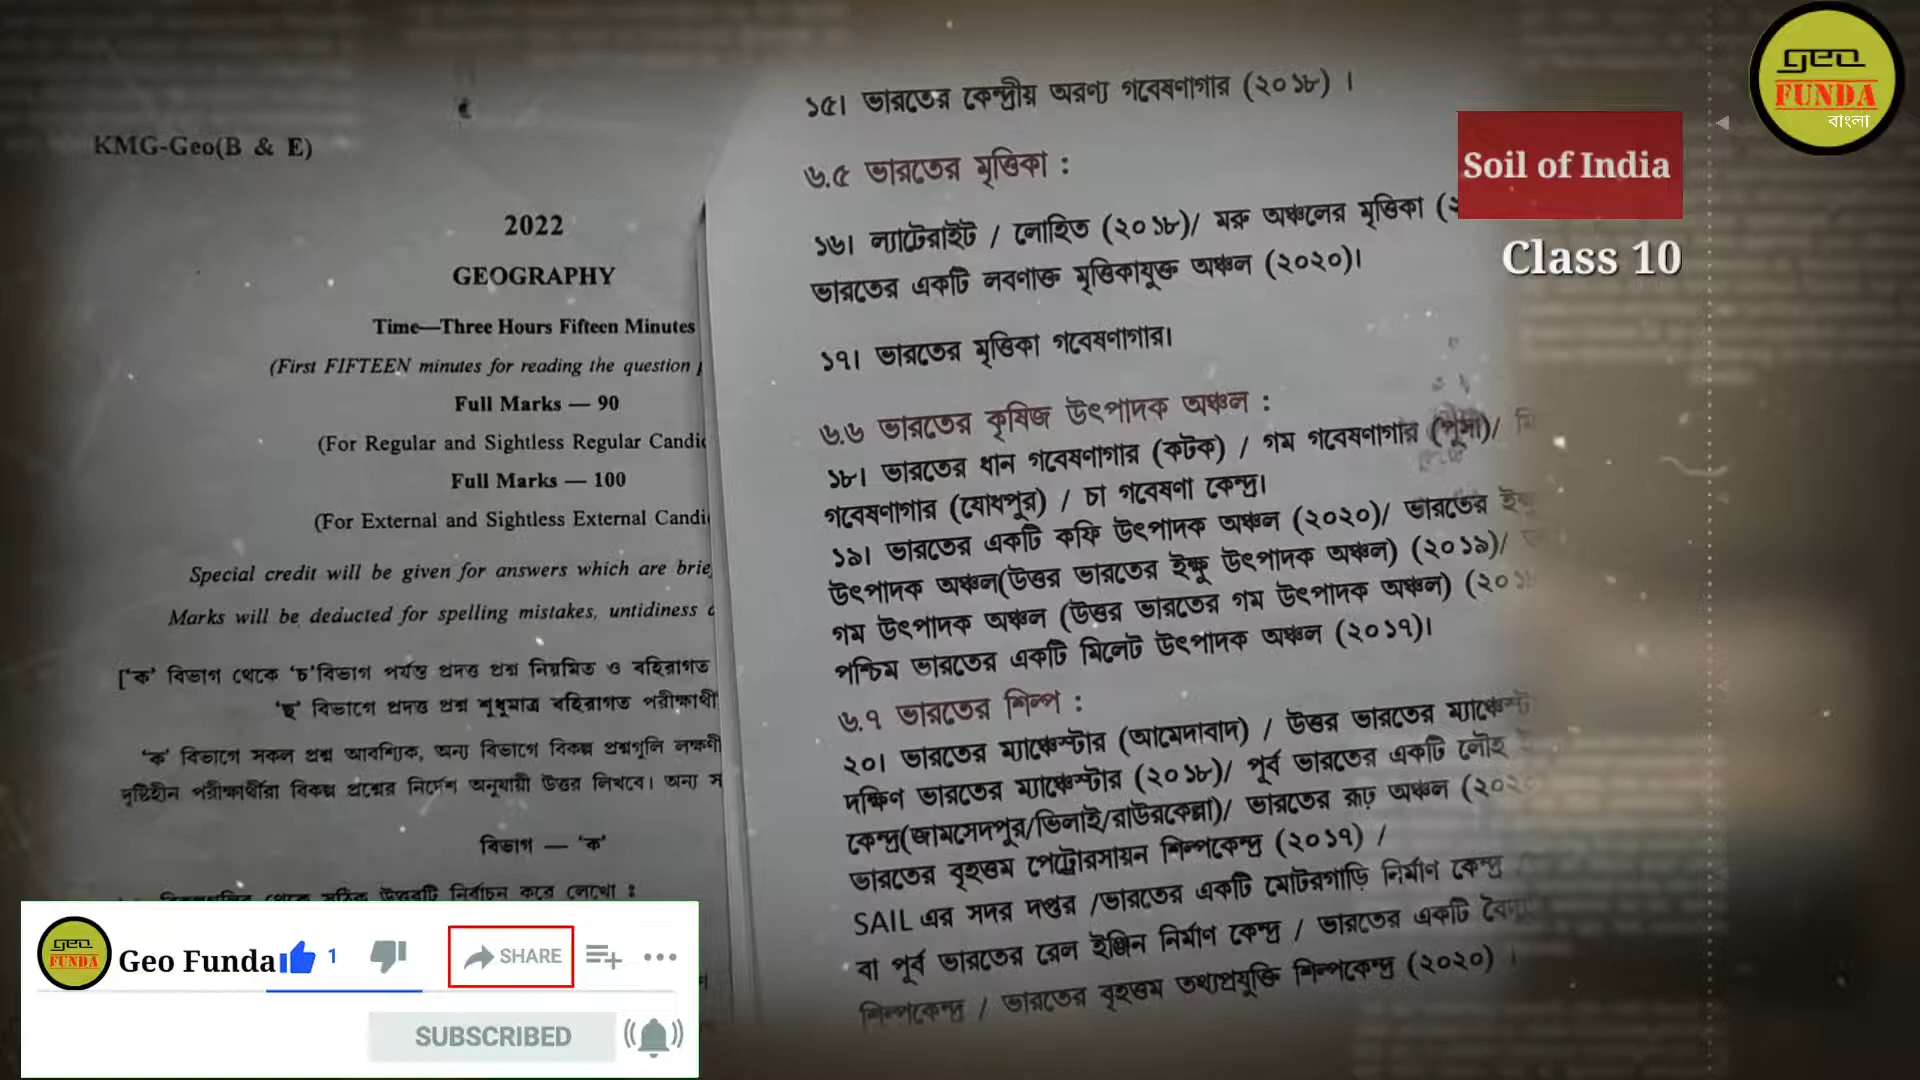 KMG-Geo(B & E)
2022
GEOGRAPHY
Time—Three Hours Fifteen Minutes
(First FIFTEEN minutes for reading the question
Full Marks — 90
(For Regular and Sightless Regular
Full Marks — 100
(For External and Sightless External
Special credit will be given for answers which are
Marks will be deducted for spelling mistakes, untidiness
['ক' বিভাগ থেকে 'চ' বিভাগ পর্যন্ত প্রদত্ত প্রশ্ন নিয়মিত ও বহিরাগত
'ছ' বিভাগে প্রদত্ত প্রশ্ন শুধুমাত্র বহিরাগত
'ক' বিভাগে সকল প্রশ্ন আবশ্যিক, অন্য বিভাগে বিকল্প প্রশ্নগুলি
দৃষ্টিহীন পরীক্ষার্থীরা বিকল্প প্রশ্নের নির্দেশ অনুযায়ী উত্তর লিখবে। অন্য
বিভাগ — 'ক'
সঠিক উত্তরটি নির্বাচন করে লেখো :
১৫। ভারতের কেন্দ্রীয় অরণ্য গবেষণাগার (২০১৮) ।
৬.৫ ভারতের মৃত্তিকা :
১৬। ল্যাটেরাইট / লোহিত (২০১৮)/ মরু অঞ্চলের মৃত্তিকা
ভারতের একটি লবণাক্ত মৃত্তিকাযুক্ত অঞ্চল (২০২০)।
১৭। ভারতের মৃত্তিকা গবেষণাগার।
৬.৬ ভারতের কৃষিজ উৎপাদক অঞ্চল :
১৮। ভারতের ধান গবেষণাগার (কটক) / গম গবেষণাগার (পুসা)/
গবেষণাগার (যোধপুর) / চা গবেষণা কেন্দ্র।
১৯। ভারতের একটি কফি উৎপাদক অঞ্চল (২০২০)/ ভারতের
উৎপাদক অঞ্চল(উত্তর ভারতের ইক্ষু উৎপাদক অঞ্চল) (২০১৯)/
গম উৎপাদক অঞ্চল (উত্তর ভারতের গম উৎপাদক অঞ্চল)
পশ্চিম ভারতের একটি মিলেট উৎপাদক অঞ্চল (২০১৭)।
৬.৭ ভারতের শিল্প :
২০। ভারতের ম্যাঞ্চেস্টার (আমেদাবাদ) / উত্তর ভারতের
দক্ষিণ ভারতের ম্যাঞ্চেস্টার (২০১৮)/ পূর্ব ভারতের একটি লৌহ
কেন্দ্র(জামসেদপুর/ভিলাই/রাউরকেল্লা)/ ভারতের রূঢ় অঞ্চল
ভারতের বৃহত্তম পেট্রোরসায়ন শিল্পকেন্দ্র (২০১৭) /
SAIL এর সদর দপ্তর /ভারতের একটি মোটরগাড়ি নির্মাণ কেন্দ্র
বা পূর্ব ভারতের রেল ইঞ্জিন নির্মাণ কেন্দ্র / ভারতের একটি
শিল্পকেন্দ্র / ভারতের বৃহত্তম তথ্যপ্রযুক্তি শিল্পকেন্দ্র (২০২০) ।
Soil of India
Class 10
geo
FUNDA
বাংলা
geo
FUNDA
Geo Funda
1
SHARE
SUBSCRIBED